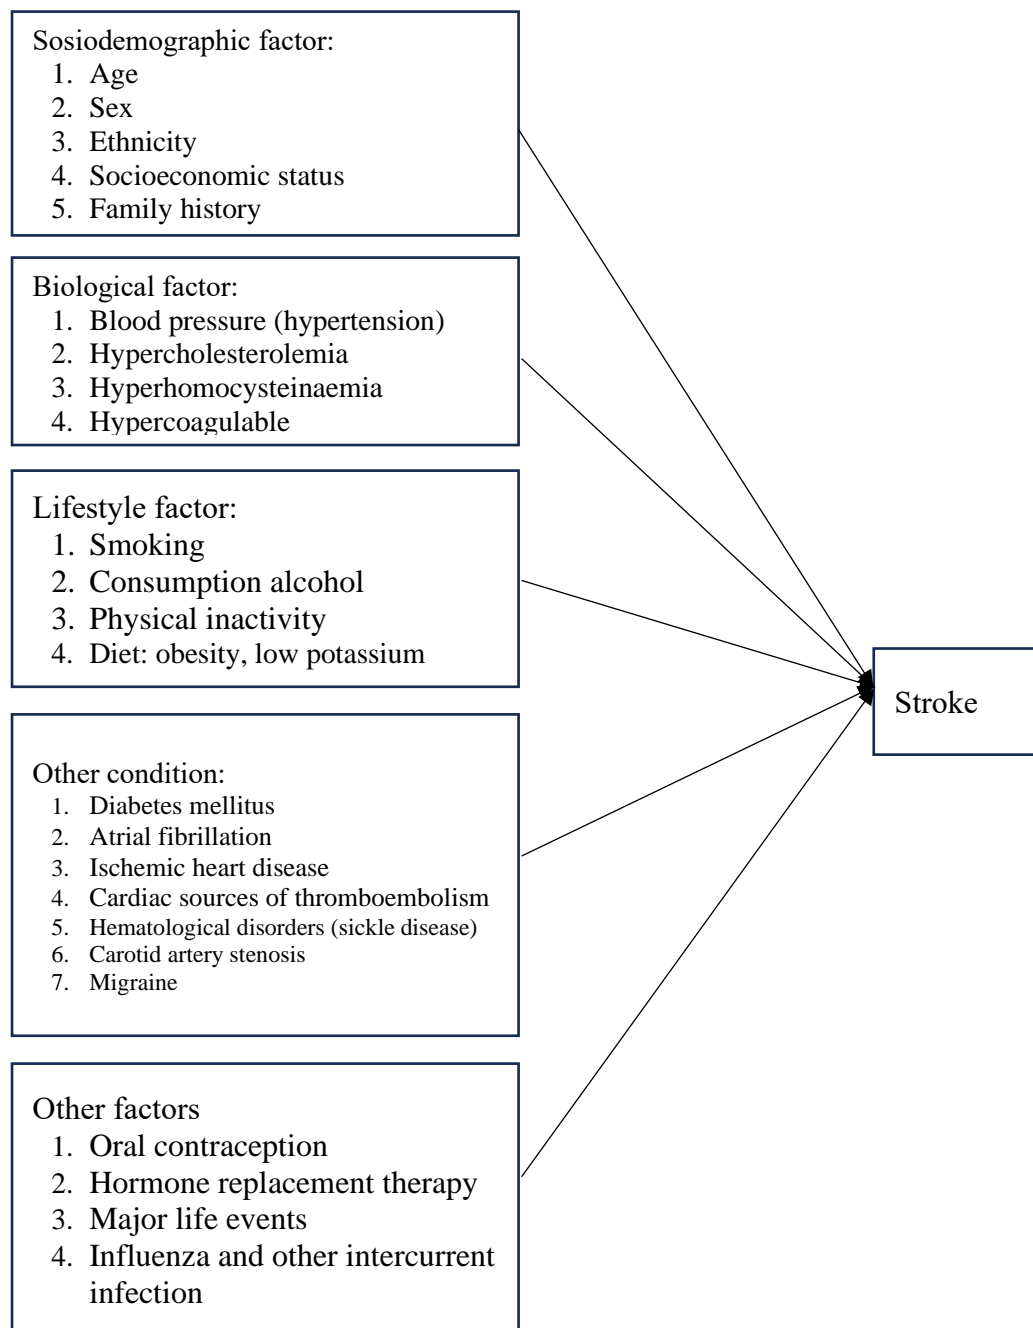 Sosiodemographic factor:
1. Age
2. Sex
3. Ethnicity
4. Socioeconomic status
5. Family history
Biological factor:
1. Blood pressure (hypertension)
2. Hypercholesterolemia
3. Hyperhomocysteinaemia
4. Hypercoagulable
Lifestyle factor:
1. Smoking
2. Consumption alcohol
3. Physical inactivity
4. Diet: obesity, low potassium
Stroke
Other condition:
1. Diabetes mellitus
2. Atrial fibrillation
3. Ischemic heart disease
4. Cardiac sources of thromboembolism
5. Hematological disorders (sickle disease)
6. Carotid artery stenosis
7. Migraine
Other factors
1. Oral contraception
2. Hormone replacement therapy
3. Major life events
4. Influenza and other intercurrent
infection